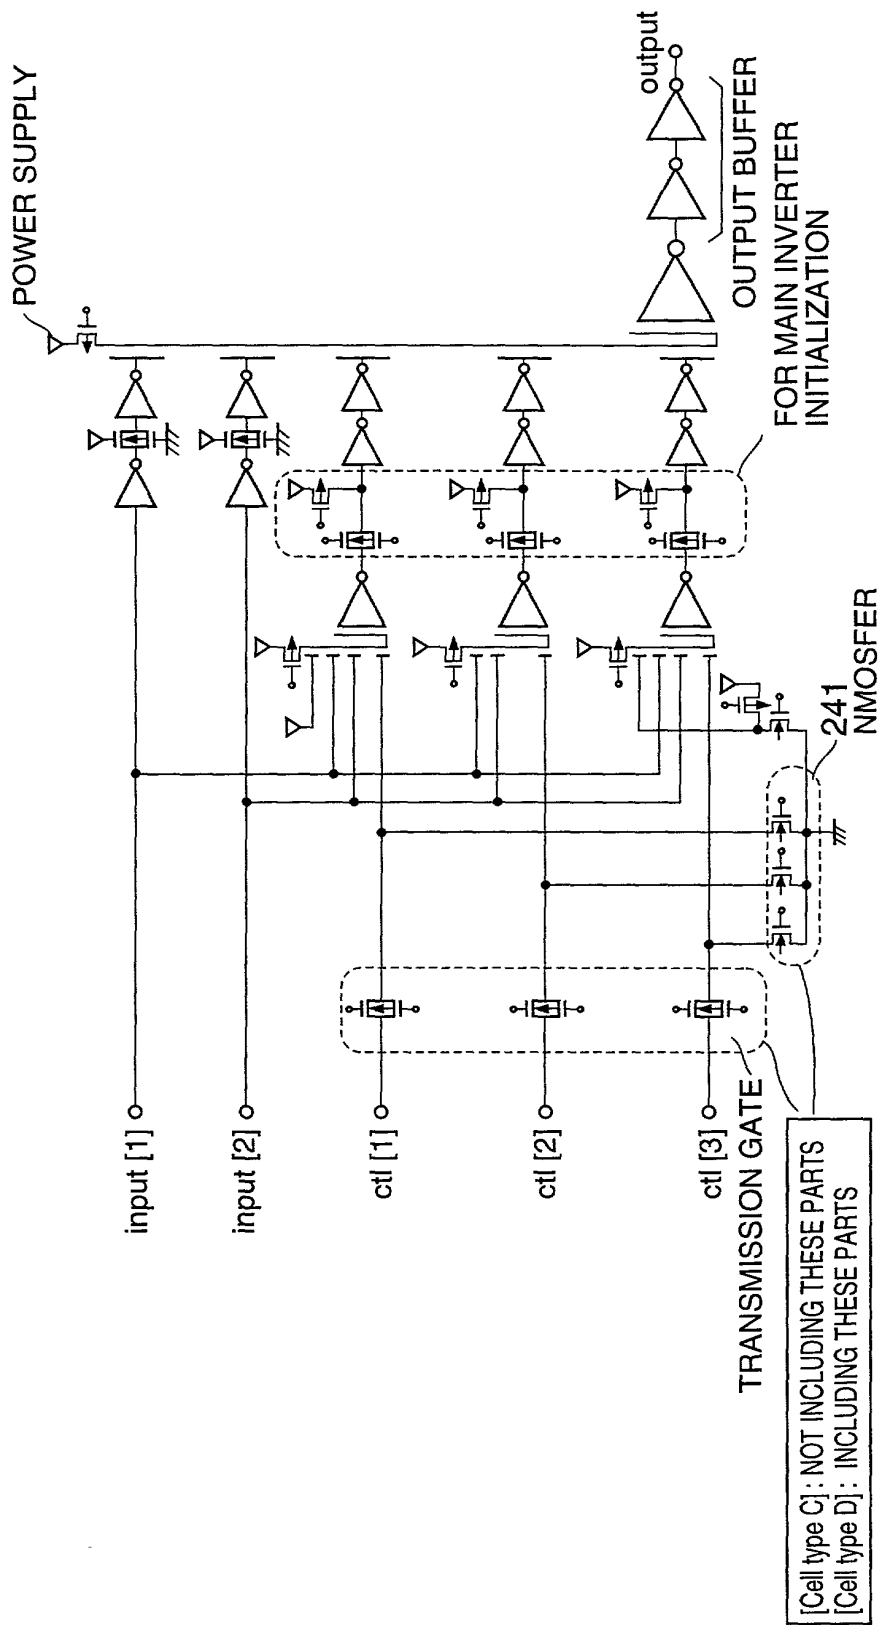 POWER SUPPLY
output
OUTPUT BUFFER
FOR MAIN INVERTER
INITIALIZATION
241
NMOSFER
input [1]
input [2]
ctl [1]
ctl [2]
ctl [3]
TRANSMISSION GATE
[Cell type C] : NOT INCLUDING THESE PARTS
[Cell type D] : INCLUDING THESE PARTS